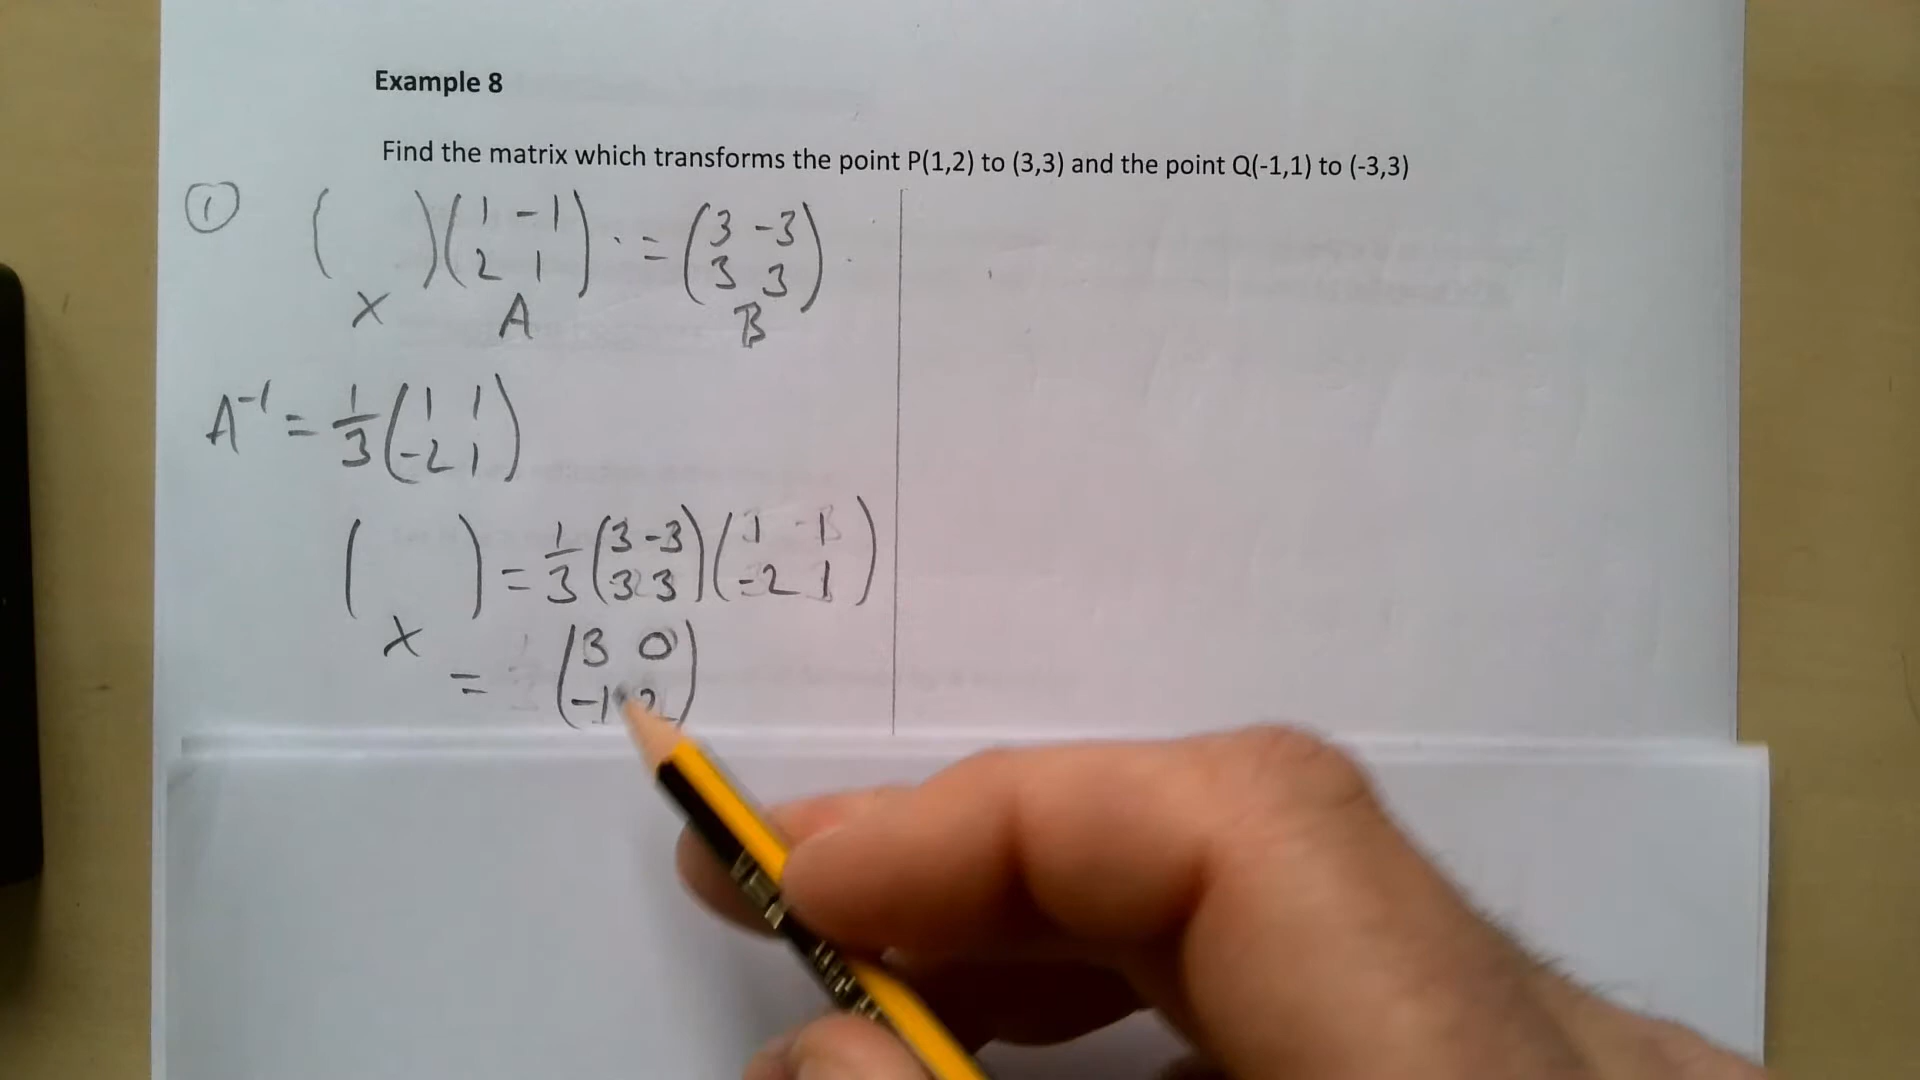 Example 8
Find the matrix which transforms the point P(1,2) to (3,3) and the point Q(-1,1) to (-3,3)
① ( ) (1 -1 = (3 -3
2 1) 3 3)
X A B
A⁻¹ = 1/3 (1 1
-2 1)
( ) = 1/3 (3 -3
3 3) (1
-2 1)
X
= (3 0
-1 2)